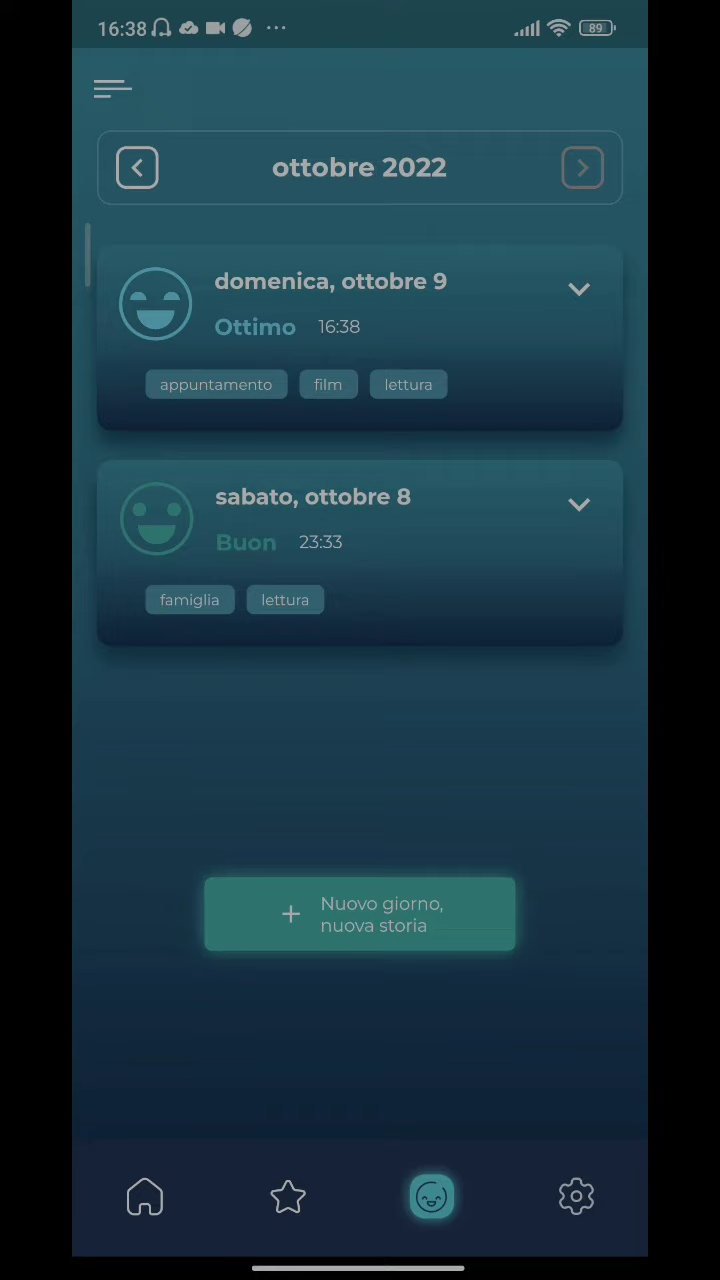 16:38 ... 89
ottobre 2022
domenica, ottobre 9
Ottimo 16:38
appuntamento film lettura
sabato, ottobre 8
Buon 23:33
famiglia lettura
+ Nuovo giorno,
nuova storia